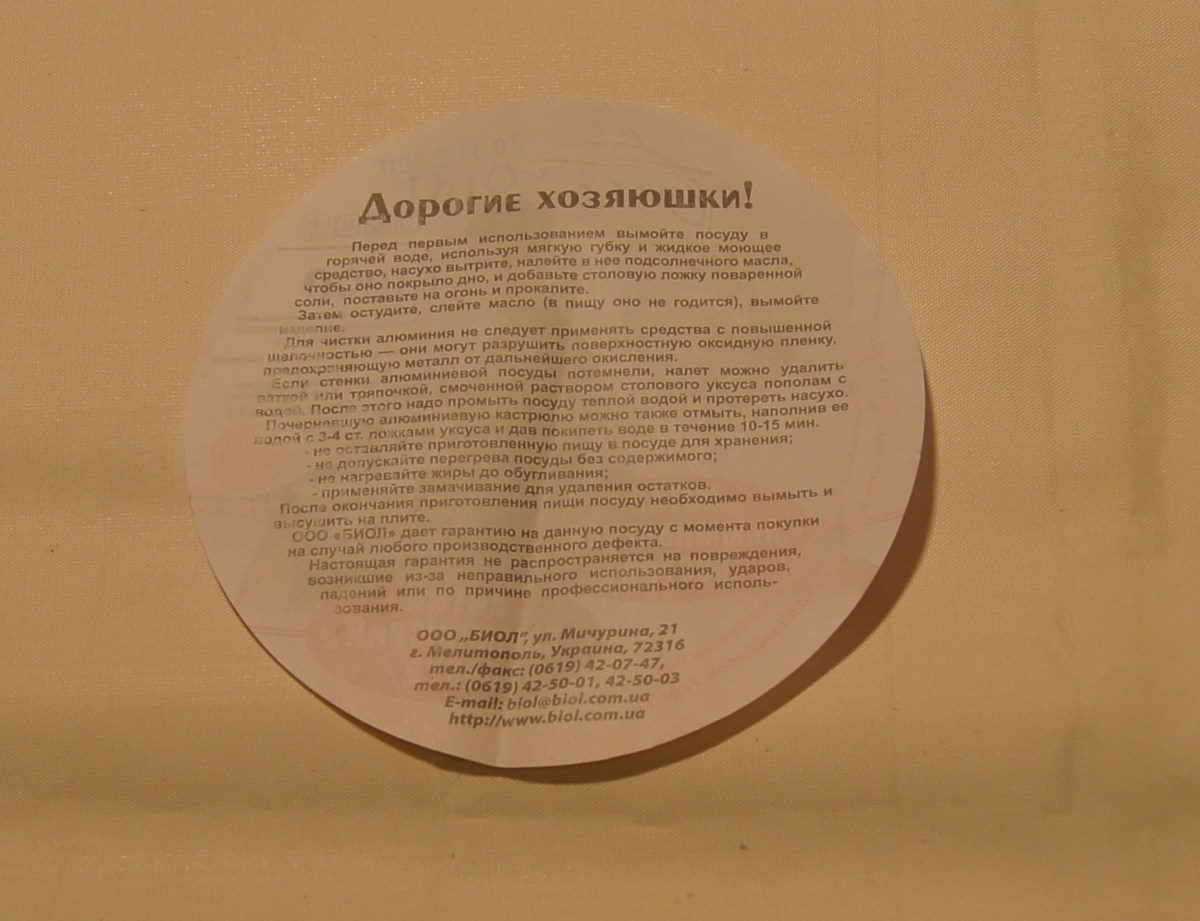 Дорогие хозяюшки!
Перед первым использованием вымойте посуду в
горячей воде, используя мягкую губку и жидкое моющее
средство, насухо вытрите, налейте в нее подсолнечного масла,
чтобы оно покрыло дно, и добавьте столовую ложку поваренной
соли, поставьте на огонь и прокалите.
Затем остудите, слейте масло (в пищу оно не годится), вымойте
изделие.
Для чистки алюминия не следует применять средства с повышенной
щелочностью — они могут разрушить поверхностную оксидную пленку,
предохраняющую металл от дальнейшего окисления.
Если стенки алюминиевой посуды потемнели, налет можно удалить
ваткой или тряпочкой, смоченной раствором столового уксуса пополам с
водой. После этого надо промыть посуду теплой водой и протереть насухо.
Почерневшую алюминиевую кастрюлю можно также отмыть, наполнив ее
водой с 3-4 ст. ложками уксуса и дав покипеть воде в течение 10-15 мин.
- не оставляйте приготовленную пищу в посуде для хранения;
- не допускайте перегрева посуды без содержимого;
- не нагревайте жиры до обугливания;
- применяйте замачивание для удаления остатков.
После окончания приготовления пищи посуду необходимо вымыть и
высушить на плите.
ООО «БИОЛ» дает гарантию на данную посуду с момента покупки
на случай любого производственного дефекта.
Настоящая гарантия не распространяется на повреждения,
возникшие из-за неправильного использования, ударов,
падений или по причине профессионального исполь-
зования.
ООО „БИОЛ”, ул. Мичурина, 21
г. Мелитополь, Украина, 72316
тел./факс: (0619) 42-07-47,
тел.: (0619) 42-50-01, 42-50-03
E-mail: biol@biol.com.ua
http://www.biol.com.ua